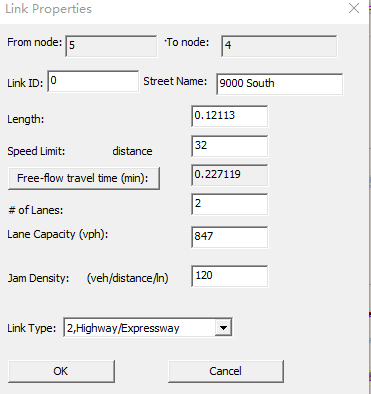 Link Properties
From node: 5 To node: 4
Link ID: 0 Street Name: 9000 South
Length: 0.12113
Speed Limit: distance 32
Free-flow travel time (min): 0.227119
# of Lanes: 2
Lane Capacity (vph): 847
Jam Density: (veh/distance/ln) 120
Link Type: 2,Highway/Expressway
OK Cancel